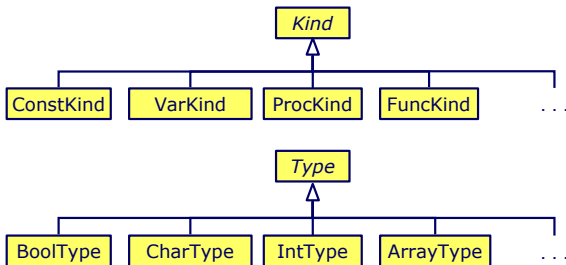 Kind
ConstKind VarKind ProcKind FuncKind . . .
Type
BoolType CharType IntType ArrayType . . .